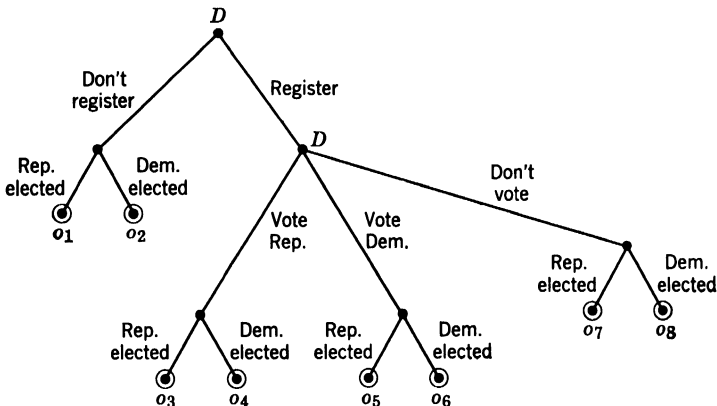 D
Don't
register
Register
D
Rep.
elected
Dem.
elected
Don't
vote
o1
o2
Vote
Rep.
Vote
Dem.
Rep.
elected
Dem.
elected
o7
o8
Rep.
elected
Dem.
elected
Rep.
elected
Dem.
elected
o3
o4
o5
o6